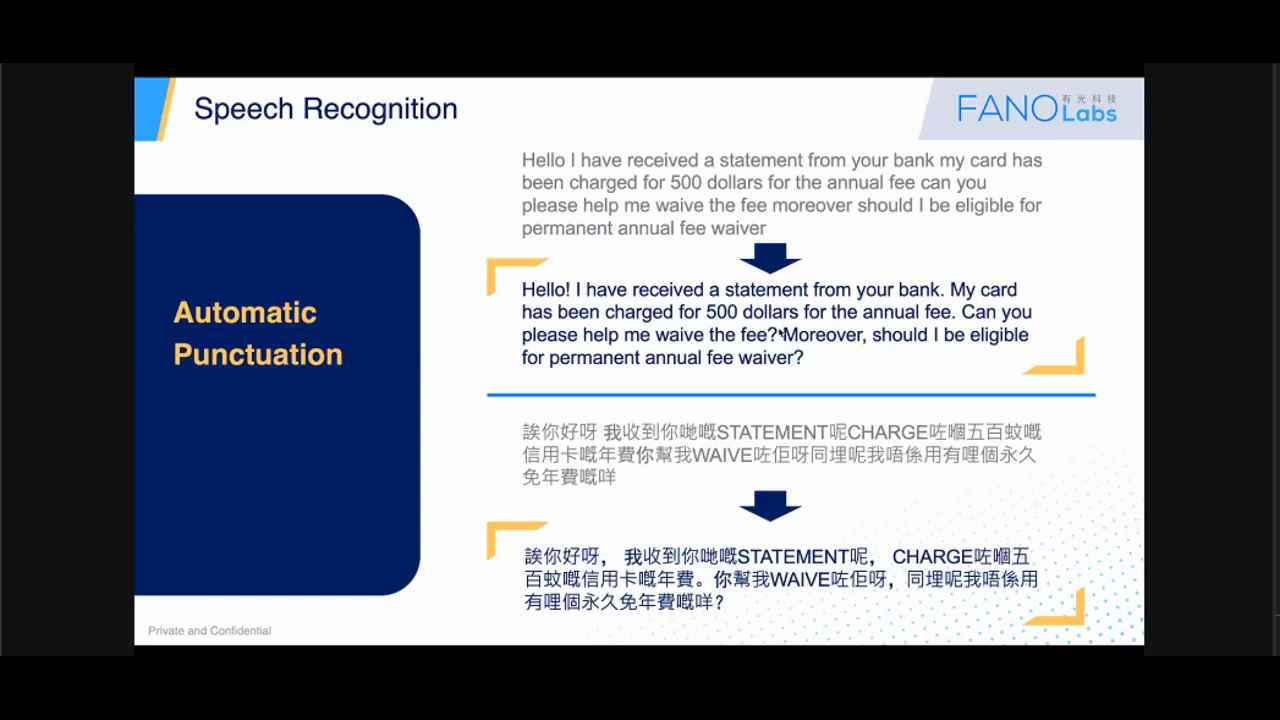 Speech Recognition
FANO
有光科技
Labs
Automatic
Punctuation
Hello I have received a statement from your bank my card has
been charged for 500 dollars for the annual fee can you
please help me waive the fee moreover should I be eligible for
permanent annual fee waiver
Hello! I have received a statement from your bank. My card
has been charged for 500 dollars for the annual fee. Can you
please help me waive the fee? Moreover, should I be eligible
for permanent annual fee waiver?
誒你好呀 我收到你哋嘅STATEMENT呢CHARGE咗嗰五百蚊嘅
信用卡嘅年費你幫我WAIVE咗佢呀同埋呢我唔係用有哩個永久
免年費嘅咩
誒你好呀， 我收到你哋嘅STATEMENT呢， CHARGE咗嗰五
百蚊嘅信用卡嘅年費。你幫我WAIVE咗佢呀，同埋呢我唔係用
有哩個永久免年費嘅咩？
Private and Confidential